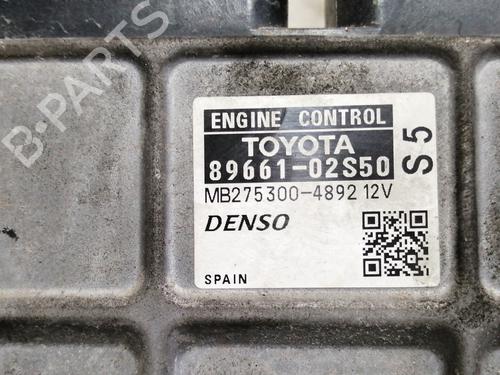 ENGINE CONTROL
TOYOTA
89661-02S50
S5
MB275300-4892 12V
DENSO
SPAIN
B-PARTS